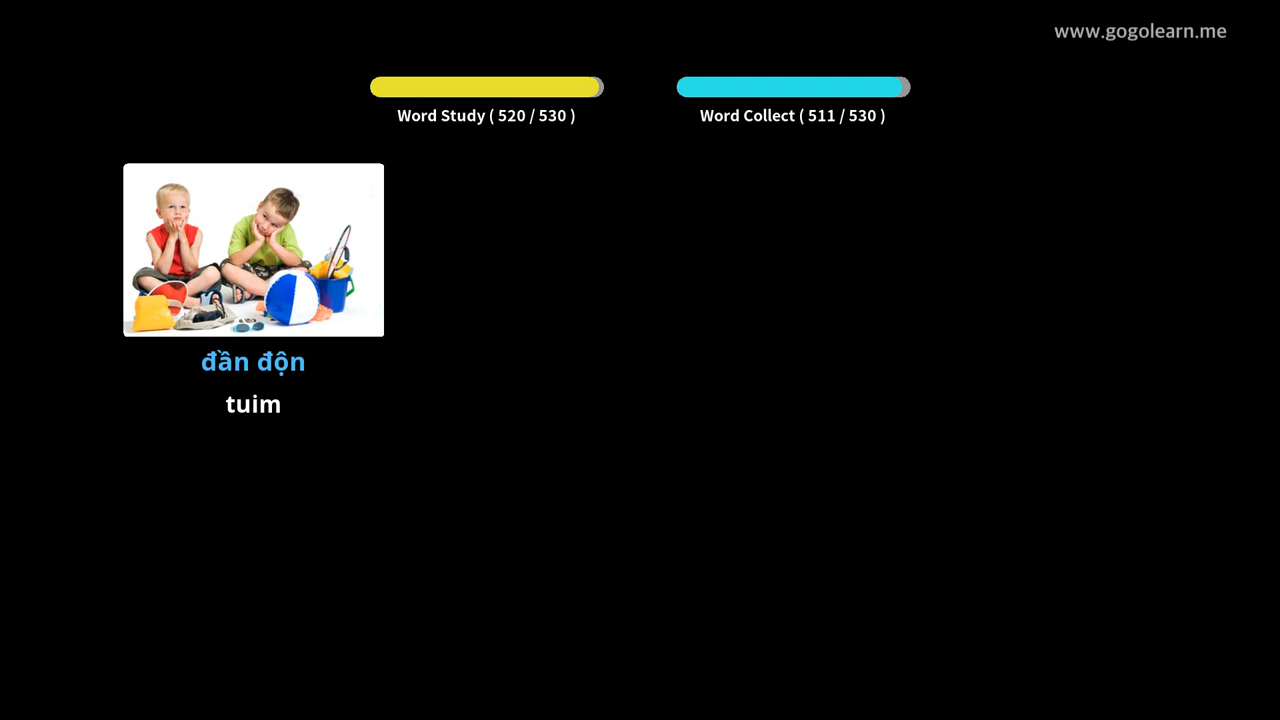 www.gogolearn.me
Word Study ( 520 / 530 )
Word Collect ( 511 / 530 )
đần độn
tuim